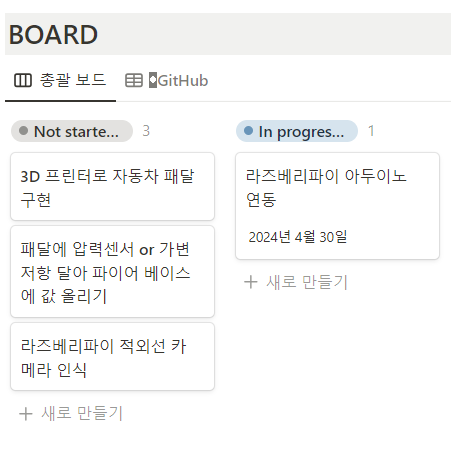 BOARD
총괄 보드
GitHub
Not starte... 3
3D 프린터로 자동차 패달
구현
패달에 압력센서 or 가변
저항 달아 파이어 베이스
에 값 올리기
라즈베리파이 적외선 카
메라 인식
+ 새로 만들기
In progres... 1
라즈베리파이 아두이노
연동
2024년 4월 30일
+ 새로 만들기